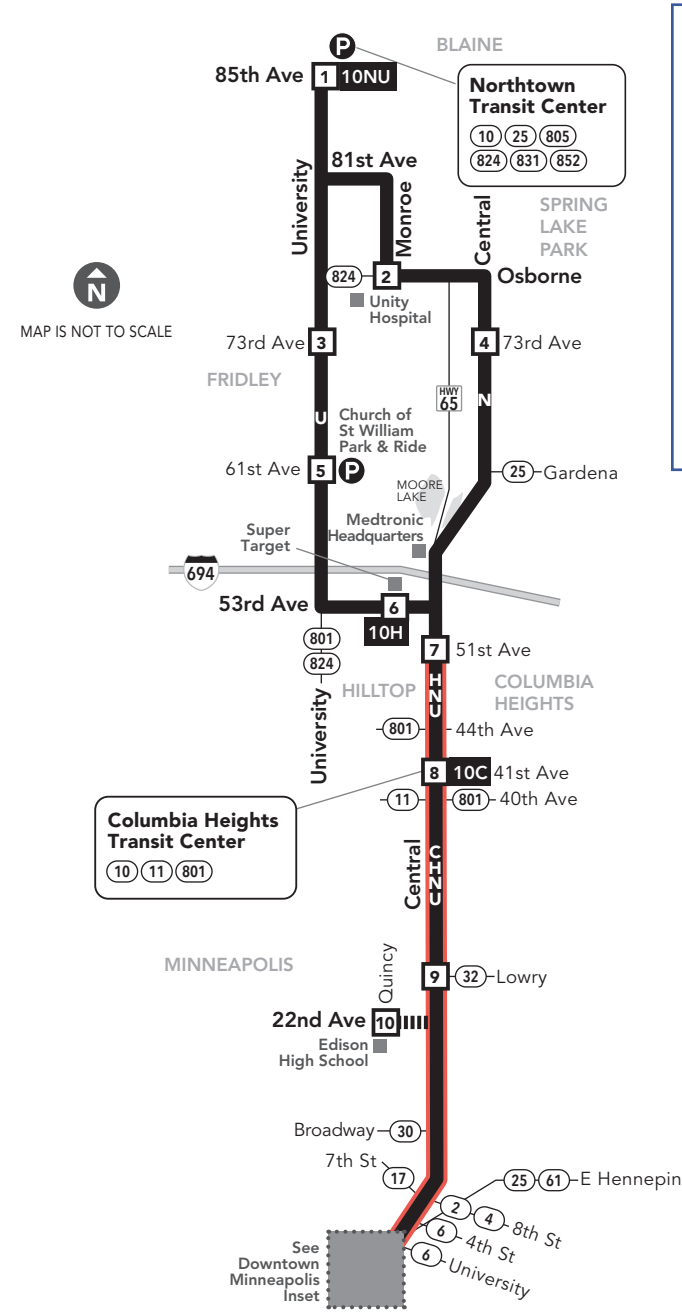 P
BLAINE
85th Ave 1 10NU
Northtown
Transit Center
10 25 805
824 831 852
81st Ave
University
Monroe
Central
SPRING
LAKE
PARK
N
MAP IS NOT TO SCALE
824 2 Osborne
Unity
Hospital
73rd Ave 3
4 73rd Ave
FRIDLEY
HWY
65
N
U
Church of
St William
Park & Ride
61st Ave 5 P
25 Gardena
MOORE
LAKE
Medtronic
Headquarters
Super
Target
694
53rd Ave 6
10H
801
824
University
7 51st Ave
HNU
HILLTOP
COLUMBIA
HEIGHTS
801 44th Ave
8 10C 41st Ave
11 801 40th Ave
Columbia Heights
Transit Center
10 11 801
Central
CHNU
MINNEAPOLIS
Quincy
9 32 Lowry
22nd Ave 10
Edison
High School
Broadway 30
7th St
17
25 61 E Hennepin
2 4 8th St
6 4th St
6 University
See
Downtown
Minneapolis
Inset